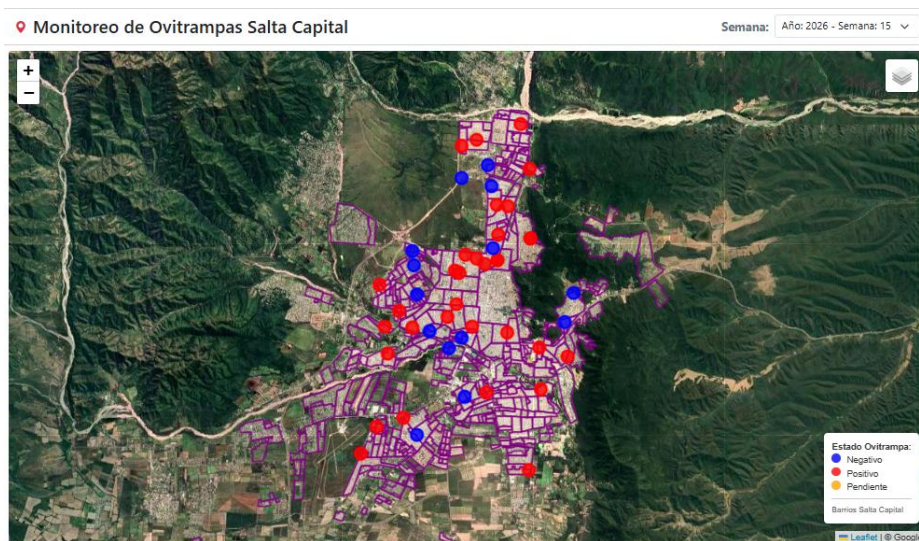 Monitoreo de Ovitrampas Salta Capital
Semana: Año: 2026 - Semana: 15
+
−
Estado Ovitrampa:
Negativo
Positivo
Pendiente
Barrios Salta Capital
Leaflet | © Google